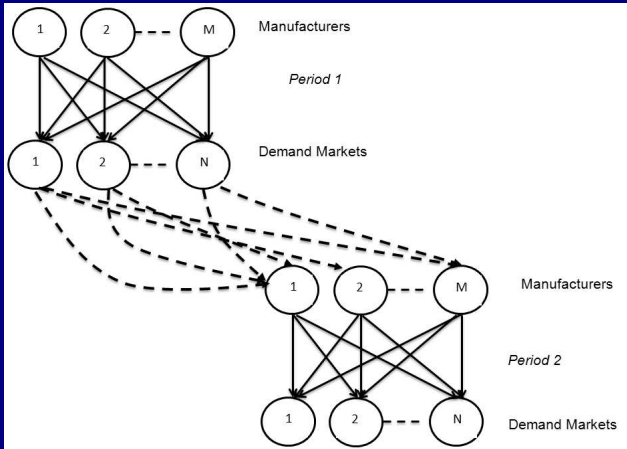 1 2 M Manufacturers
Period 1
1 2 N Demand Markets
1 2 M Manufacturers
Period 2
1 2 N Demand Markets